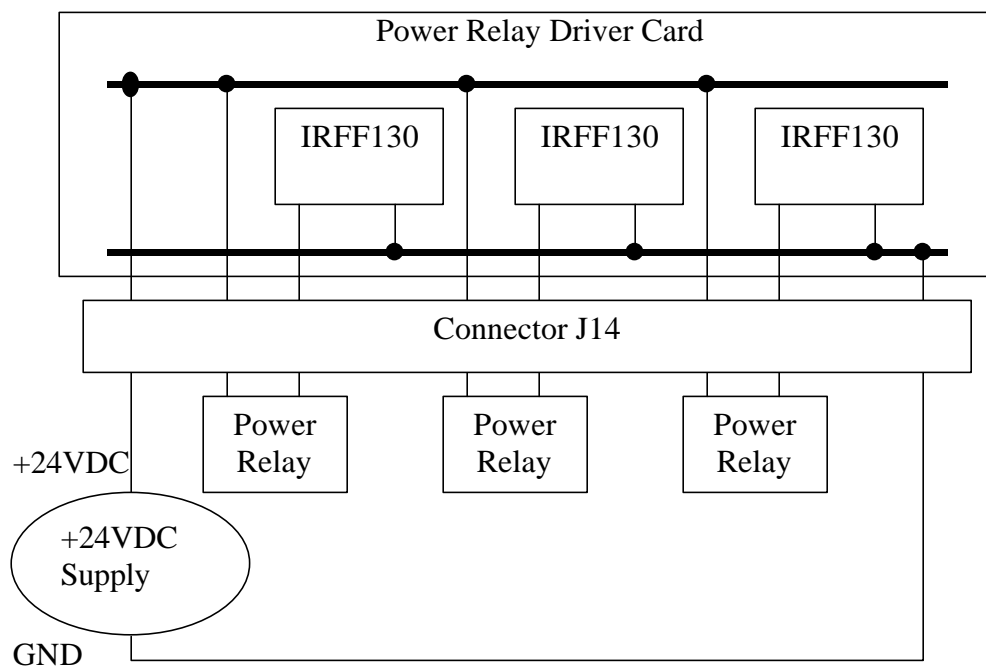 Power Relay Driver Card
IRFF130
IRFF130
IRFF130
Connector J14
Power
Relay
Power
Relay
Power
Relay
+24VDC
+24VDC
Supply
GND